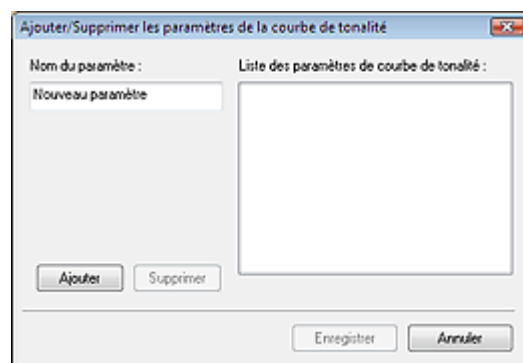 Ajouter/Supprimer les paramètres de la courbe de tonalité
Nom du paramètre :
Nouveau paramètre
Liste des paramètres de courbe de tonalité :
Ajouter
Supprimer
Enregistrer
Annuler